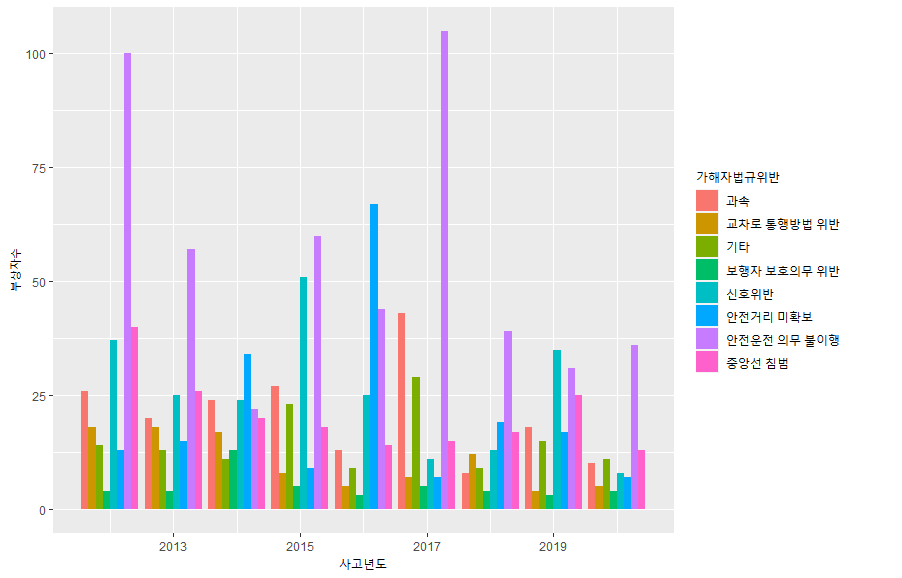 100
75
50
25
0
부상자수
2013
2015
2017
2019
사고년도
가해자법규위반
과속
교차로 통행방법 위반
기타
보행자 보호의무 위반
신호위반
안전거리 미확보
안전운전 의무 불이행
중앙선 침범